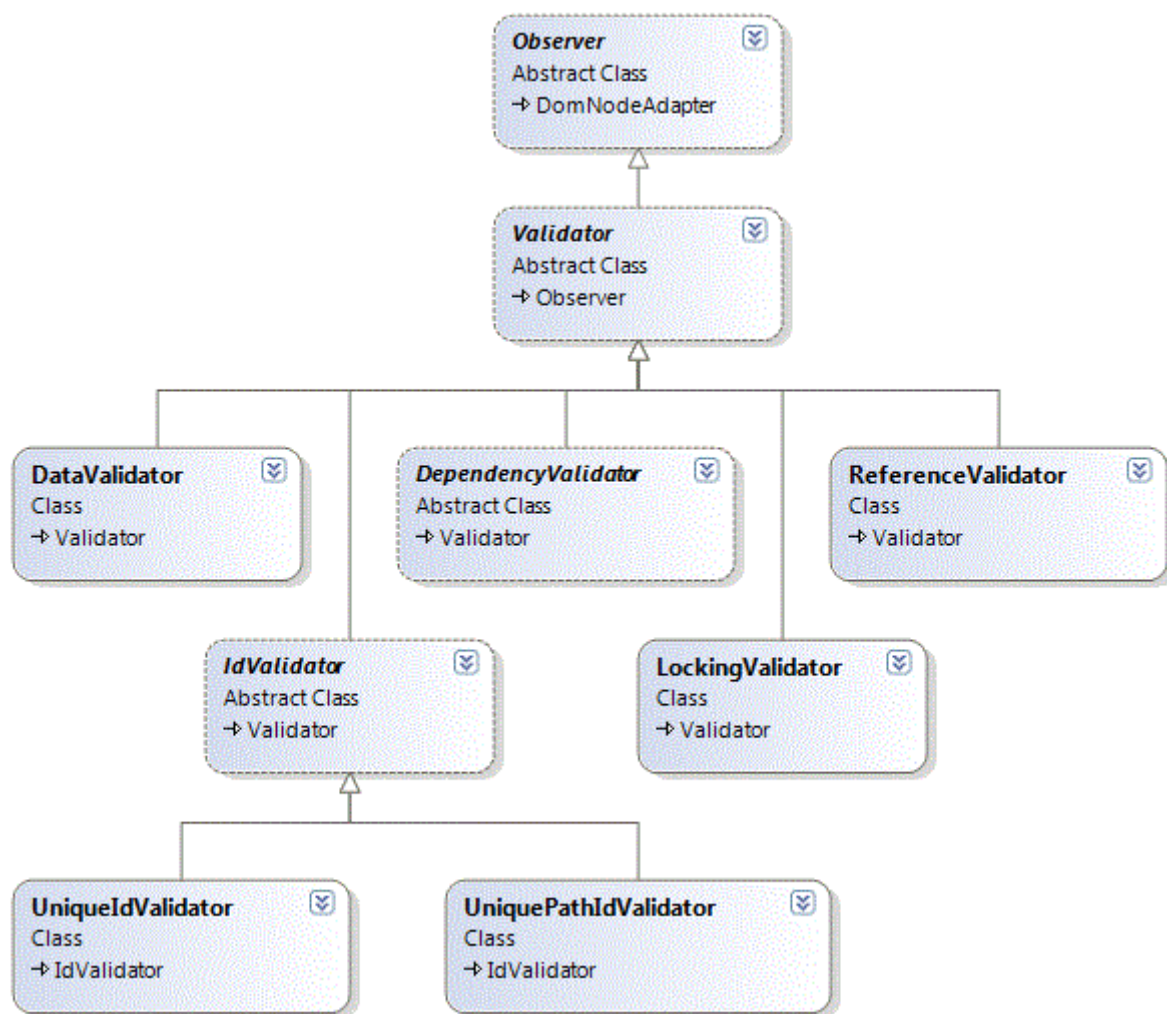 Observer
Abstract Class
DomNodeAdapter
Validator
Abstract Class
Observer
DataValidator
Class
Validator
DependencyValidator
Abstract Class
Validator
ReferenceValidator
Class
Validator
IdValidator
Abstract Class
Validator
LockingValidator
Class
Validator
UniqueIdValidator
Class
IdValidator
UniquePathIdValidator
Class
IdValidator